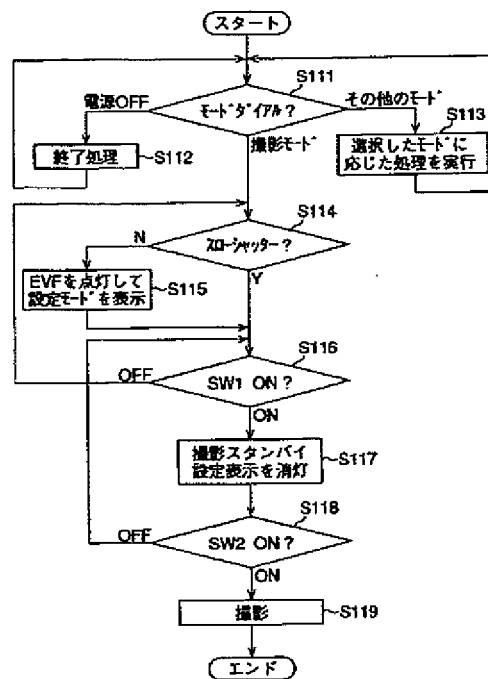 スタート
S111
電源OFF
モードダイアル？
その他のモード
S113
終了処理
S112
撮影モード
選択したモードに
応じた処理を実行
S114
N
スローシャッター？
EVFを点灯して
設定モードを表示
S115
Y
S116
OFF
SW1 ON？
ON
撮影スタンバイ
設定表示を消灯
S117
S118
OFF
SW2 ON？
ON
撮影
S119
エンド